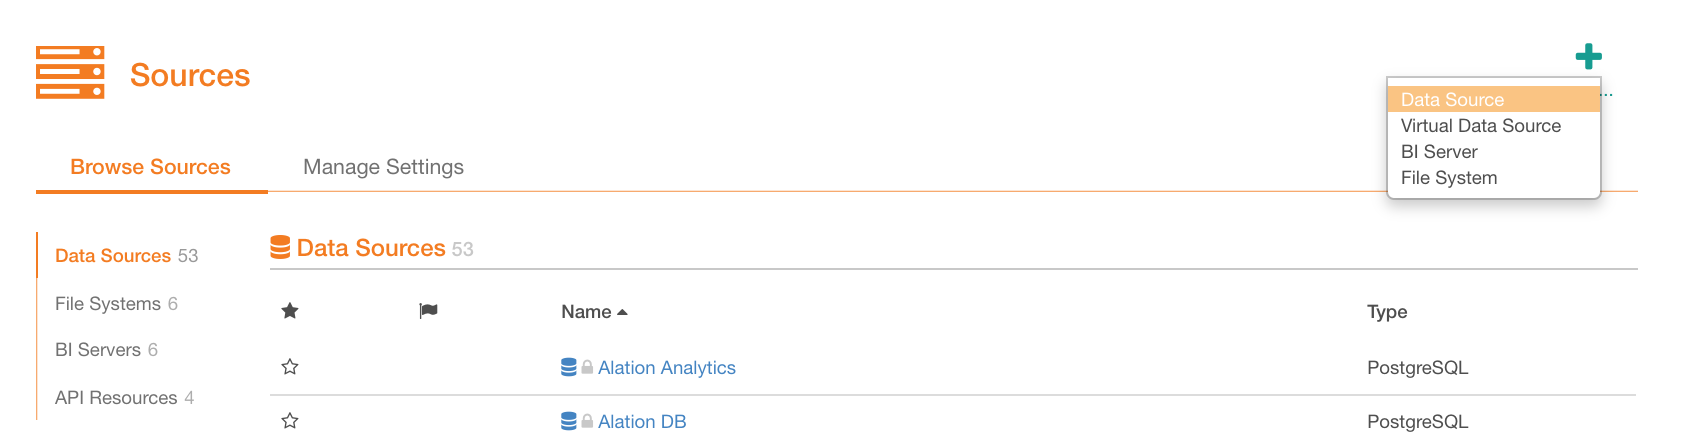 Sources
Data Source
...
Virtual Data Source
BI Server
File System
Browse Sources
Manage Settings
Data Sources 53
File Systems 6
BI Servers 6
API Resources 4
Data Sources 53
Name
Type
Alation Analytics
PostgreSQL
Alation DB
PostgreSQL